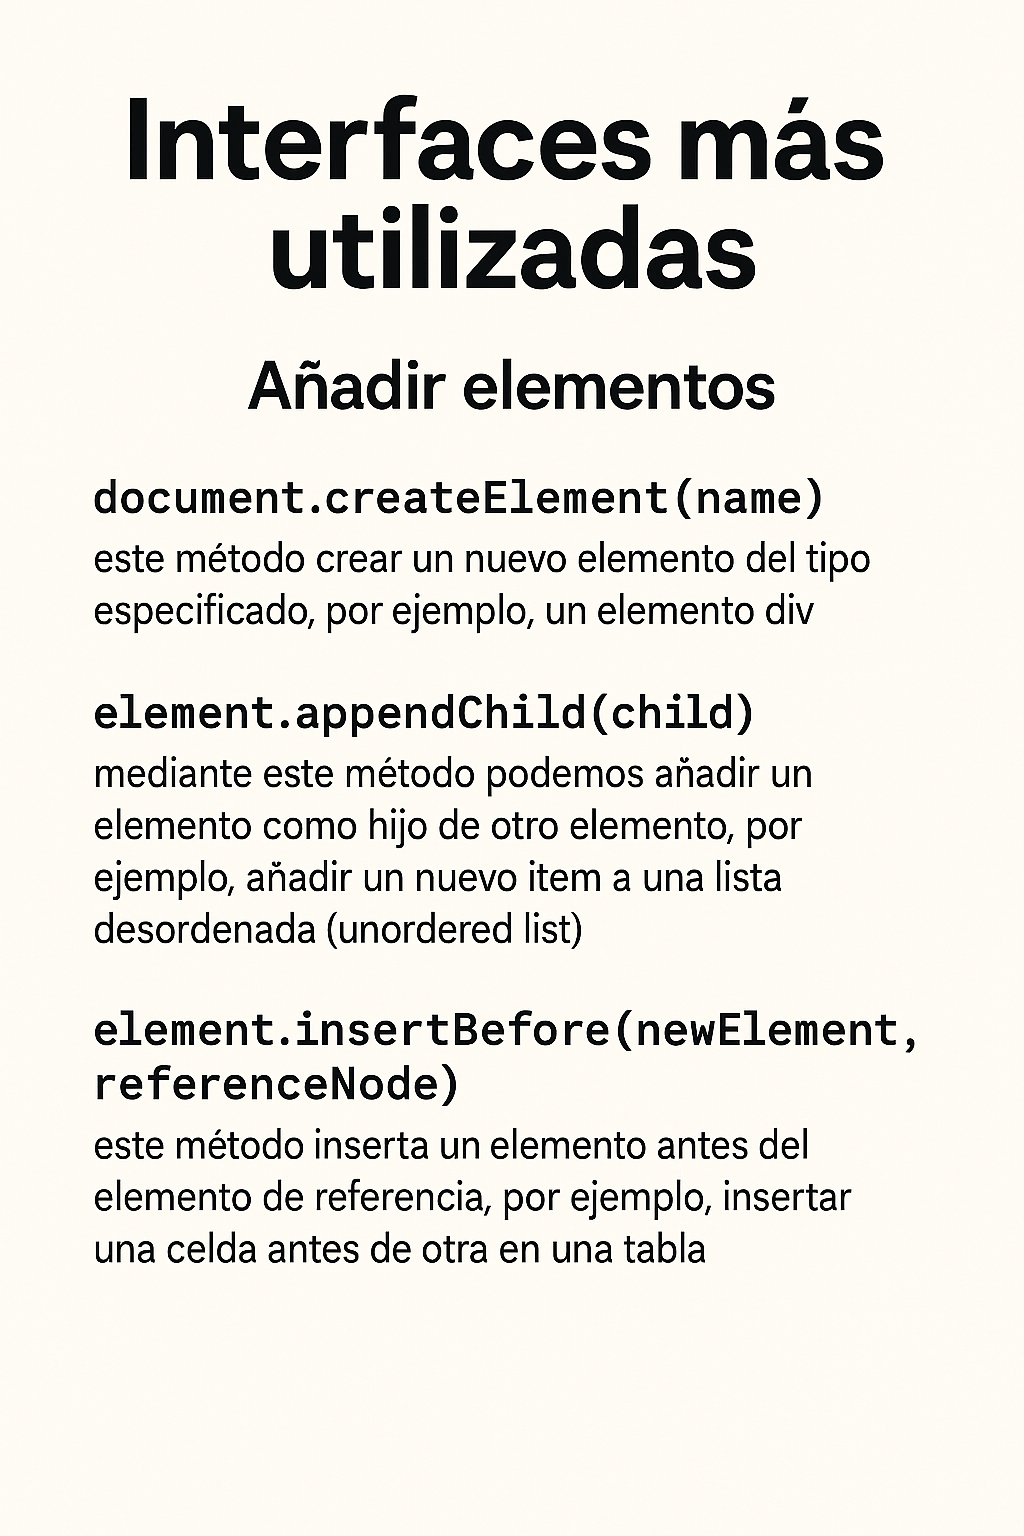 Interfaces más
utilizadas
Añadir elementos
document.createElement(name)
este método crear un nuevo elemento del tipo
especificado, por ejemplo, un elemento div
element.appendChild(child)
mediante este método podemos añadir un
elemento como hijo de otro elemento, por
ejemplo, añadir un nuevo item a una lista
desordenada (unordered list)
element.insertBefore(newElement,
referenceNode)
este método inserta un elemento antes del
elemento de referencia, por ejemplo, insertar
una celda antes de otra en una tabla